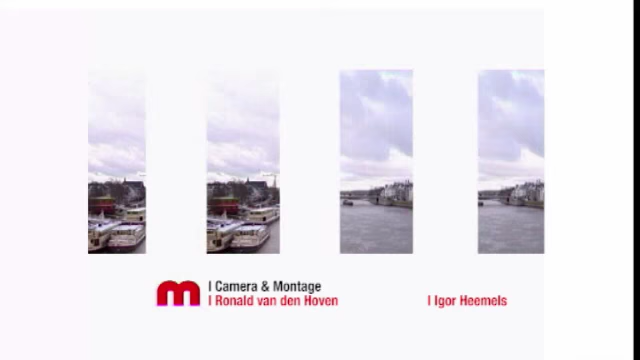 m
| Camera & Montage
| Ronald van den Hoven
| Igor Heemels